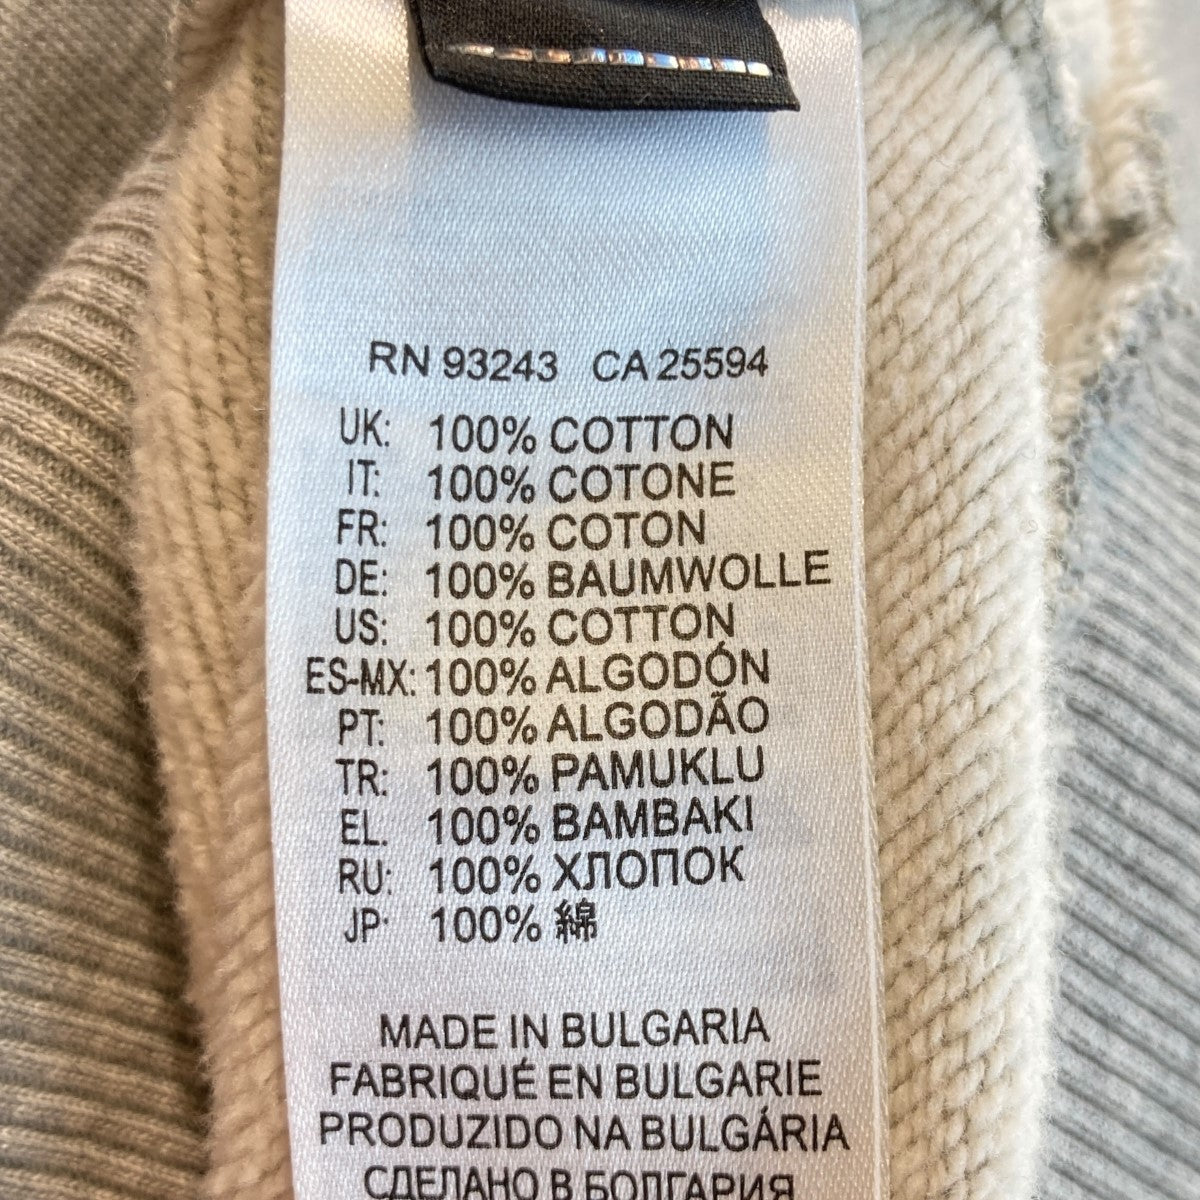 RN 93243 CA 25594
UK: 100% COTTON
IT: 100% COTONE
FR: 100% COTON
DE: 100% BAUMWOLLE
US: 100% COTTON
ES-MX: 100% ALGODÓN
PT: 100% ALGODÃO
TR: 100% PAMUKLU
EL. 100% ΒΑΜΒΑΚΙ
RU: 100% ХЛОПОК
JP: 100% 綿
MADE IN BULGARIA
FABRIQUÉ EN BULGARIE
PRODUZIDO NA BULGÁRIA
СДЕЛАНО В БОЛГАРИЯ